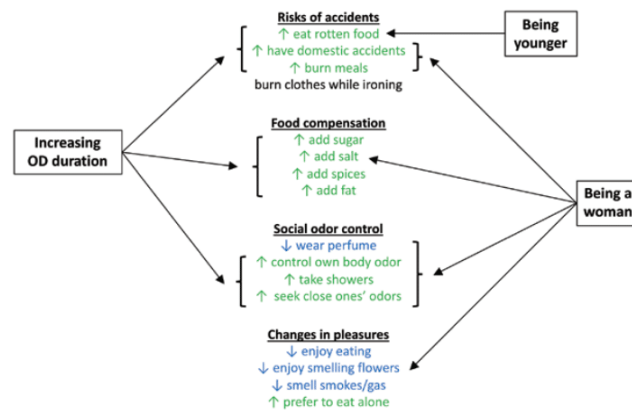 Risks of accidents
↑ eat rotten food
↑ have domestic accidents
↑ burn meals
burn clothes while ironing
Being
younger
Increasing
OD duration
Food compensation
↑ add sugar
↑ add salt
↑ add spices
↑ add fat
Being a
woman
Social odor control
↓ wear perfume
↑ control own body odor
↑ take showers
↑ seek close ones’ odors
Changes in pleasures
↓ enjoy eating
↓ enjoy smelling flowers
↓ smell smokes/gas
↑ prefer to eat alone